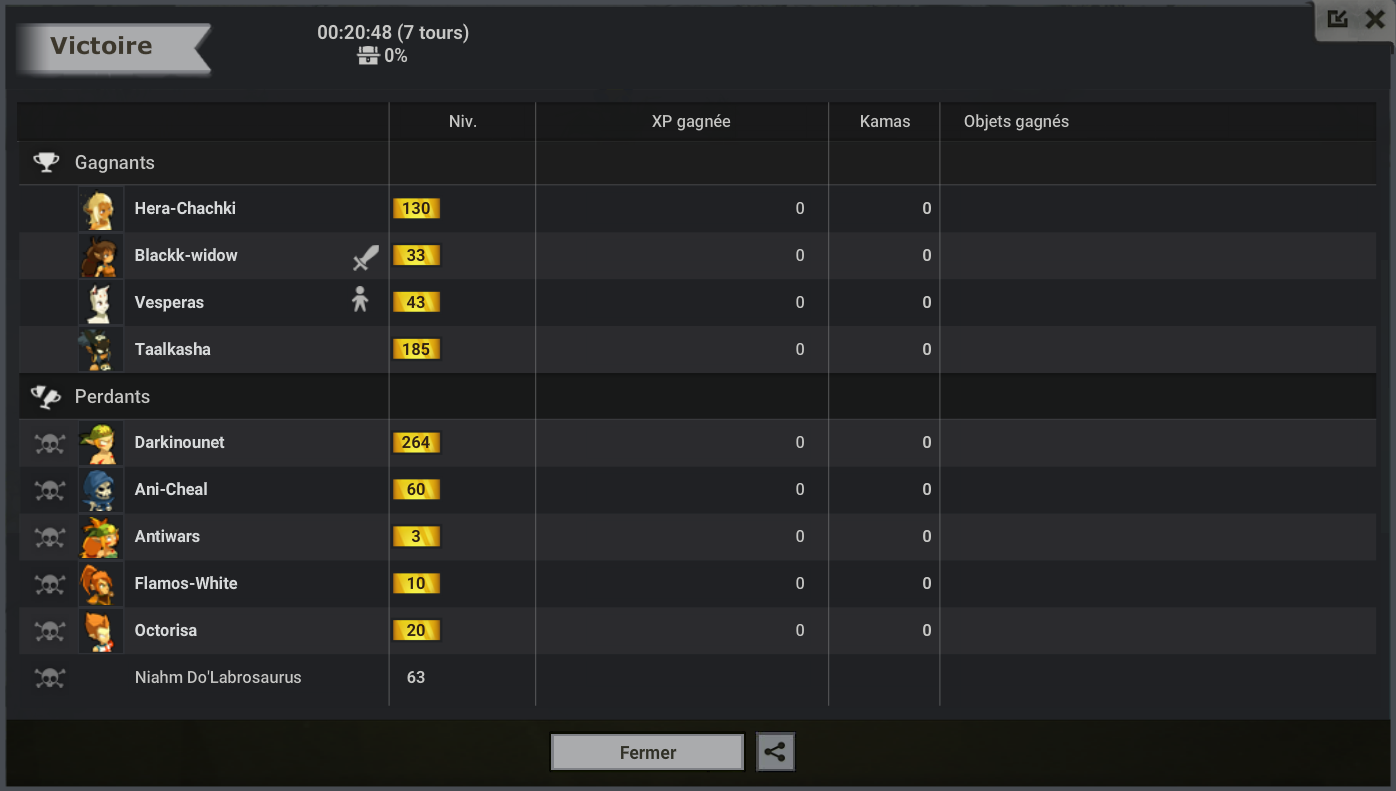 Victoire
00:20:48 (7 tours)
0%
Niv. XP gagnée Kamas Objets gagnés
Gagnants
Hera-Chachki 130 0 0
Blackk-widow 33 0 0
Vesperas 43 0 0
Taalkasha 185 0 0
Perdants
Darkinounet 264 0 0
Ani-Cheal 60 0 0
Antiwars 3 0 0
Flamos-White 10 0 0
Octorisa 20 0 0
Niahm Do'Labrosaurus 63
Fermer